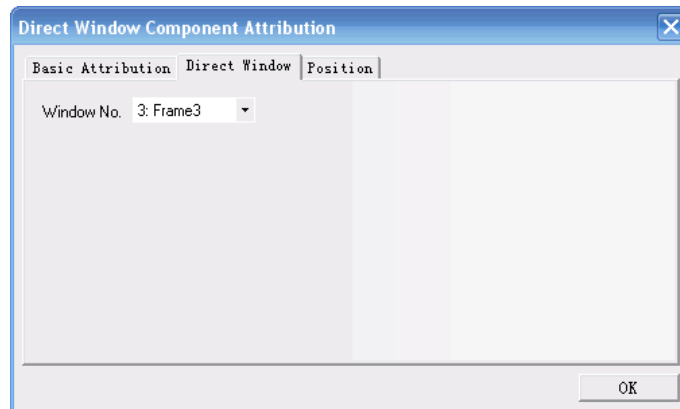 Direct Window Component Attribution
Basic Attribution Direct Window Position
Window No. 3: Frame3
OK